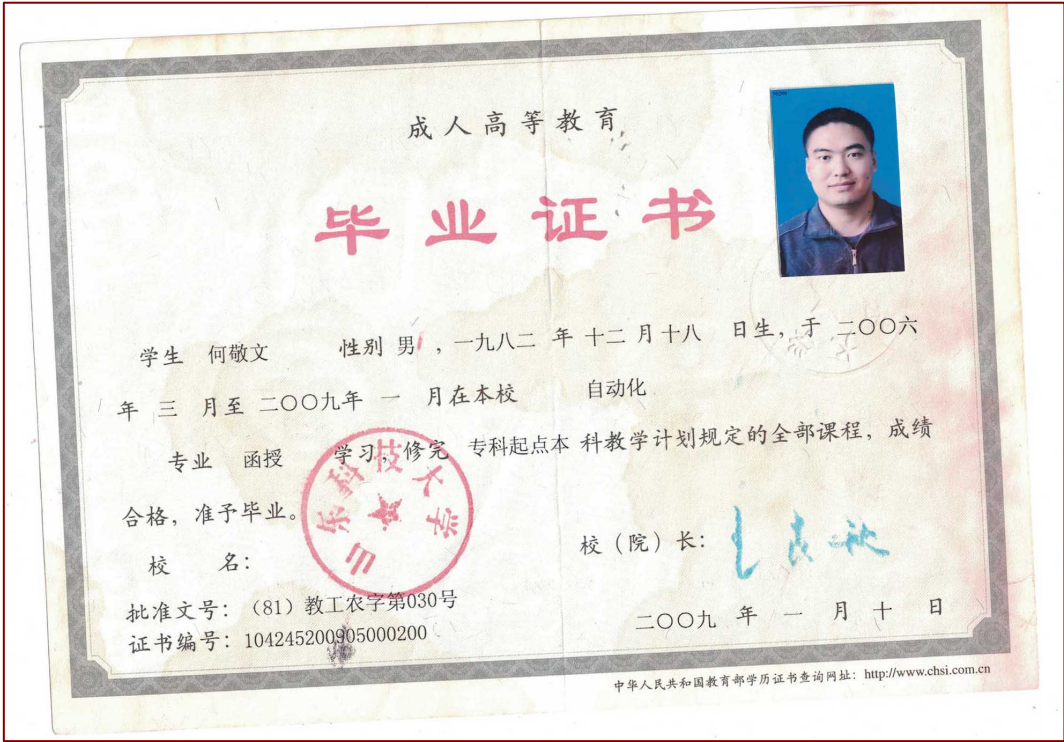 成人高等教育
毕业证书
学生 何敬文 性别 男 ，一九八二 年 十二 月十八 日生，于 二〇〇六
年 三 月至 二〇〇九年 一 月在本校 自动化
专业 函授 学习，修完 专科起点本 科教学计划规定的全部课程，成绩
合格，准予毕业。
山东科技大学
校 名：
校（院）长：
批准文号：（81）教工农字第030号
二〇〇九 年 一 月 十 日
证书编号：104245200905000200
中华人民共和国教育部学历证书查询网址：http://www.chsi.com.cn